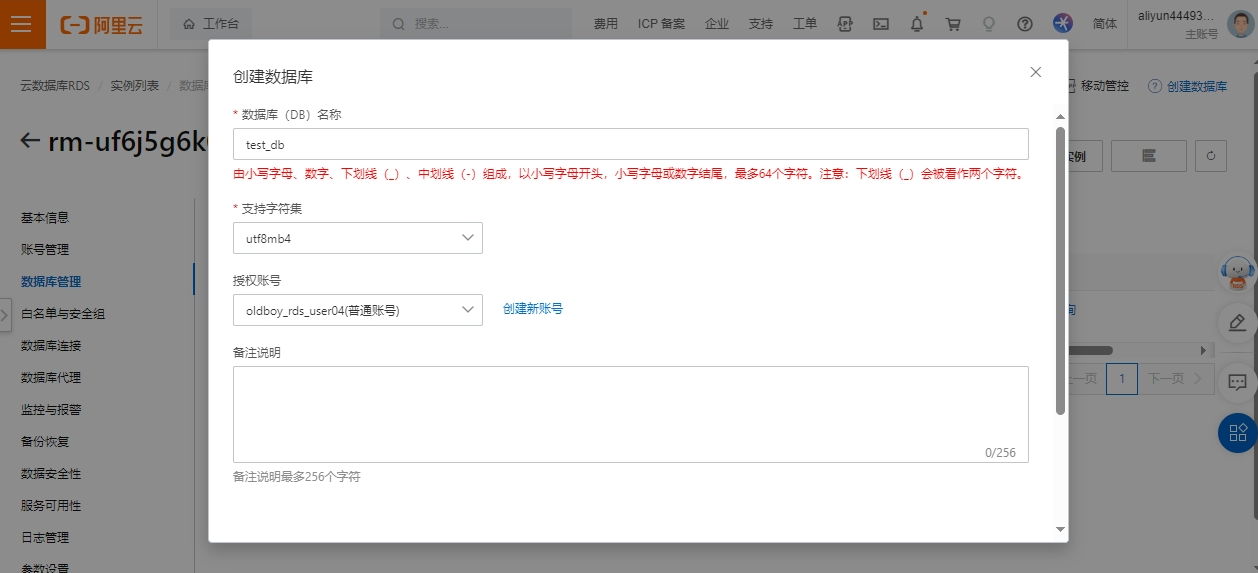 阿里云
工作台
搜索...
费用
ICP 备案
企业
支持
工单
简体
aliyun44493...
主账号
云数据库RDS / 实例列表 / 数据库
移动管控
创建数据库
rm-uf6j5g6k
实例
基本信息
账号管理
数据库管理
白名单与安全组
数据库连接
数据库代理
监控与报警
备份恢复
数据安全性
服务可用性
日志管理
参数设置
创建数据库
* 数据库（DB）名称
test_db
由小写字母、数字、下划线（_）、中划线（-）组成，以小写字母开头，小写字母或数字结尾，最多64个字符。注意：下划线（_）会被看作两个字符。
* 支持字符集
utf8mb4
授权账号
oldboy_rds_user04(普通账号)
创建新账号
备注说明
0/256
备注说明最多256个字符
上一页
1
下一页